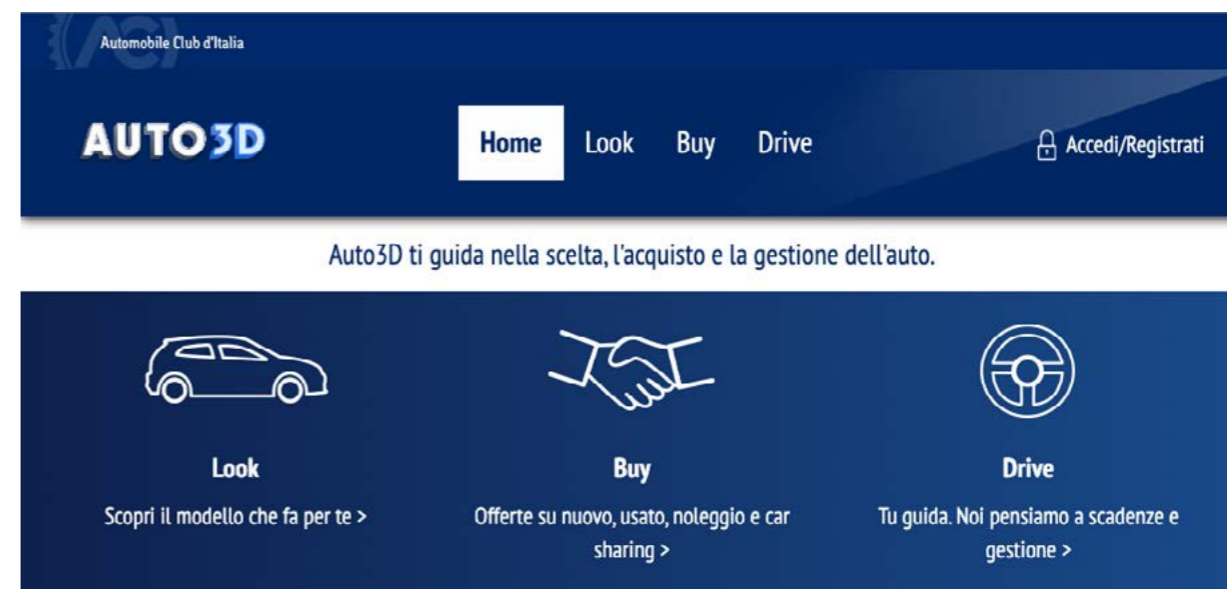 ACI
Automobile Club d'Italia
AUTO3D
Home Look Buy Drive
Accedi/Registrati
Auto3D ti guida nella scelta, l'acquisto e la gestione dell'auto.
Look
Scopri il modello che fa per te >
Buy
Offerte su nuovo, usato, noleggio e car
sharing >
Drive
Tu guida. Noi pensiamo a scadenze e
gestione >